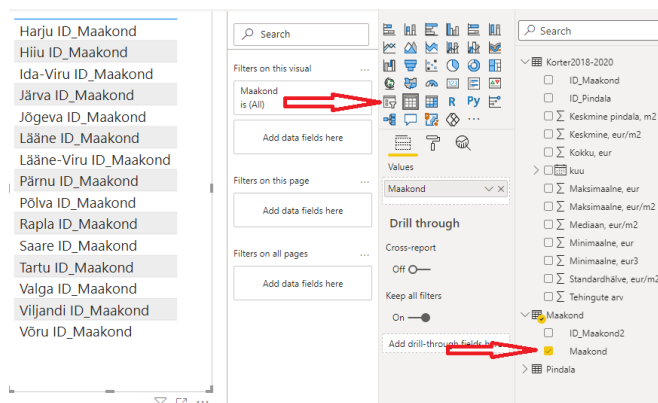 Harju ID_Maakond
Hiiu ID_Maakond
Ida-Viru ID_Maakond
Järva ID_Maakond
Jõgeva ID_Maakond
Lääne ID_Maakond
Lääne-Viru ID_Maakond
Pärnu ID_Maakond
Põlva ID_Maakond
Rapla ID_Maakond
Saare ID_Maakond
Tartu ID_Maakond
Valga ID_Maakond
Viljandi ID_Maakond
Võru ID_Maakond
Search
Filters on this visual
Maakond
is (All)
Add data fields here
Filters on this page
Add data fields here
Filters on all pages
Add data fields here
R Py
Values
Maakond
Drill through
Cross-report
Off
Keep all filters
On
Add drill-through fields here
Search
Korter2018-2020
ID_Maakond
ID_Pindala
∑ Keskmine pindala, m2
∑ Keskmine, eur/m2
∑ Kokku, eur
kuu
∑ Maksimaalne, eur
∑ Maksimaalne, eur/m2
∑ Mediaan, eur/m2
∑ Minimaalne, eur
∑ Minimaalne, eur3
∑ Standardhälve, eur/m2
∑ Tehingute arv
Maakond
ID_Maakond2
Maakond
Pindala